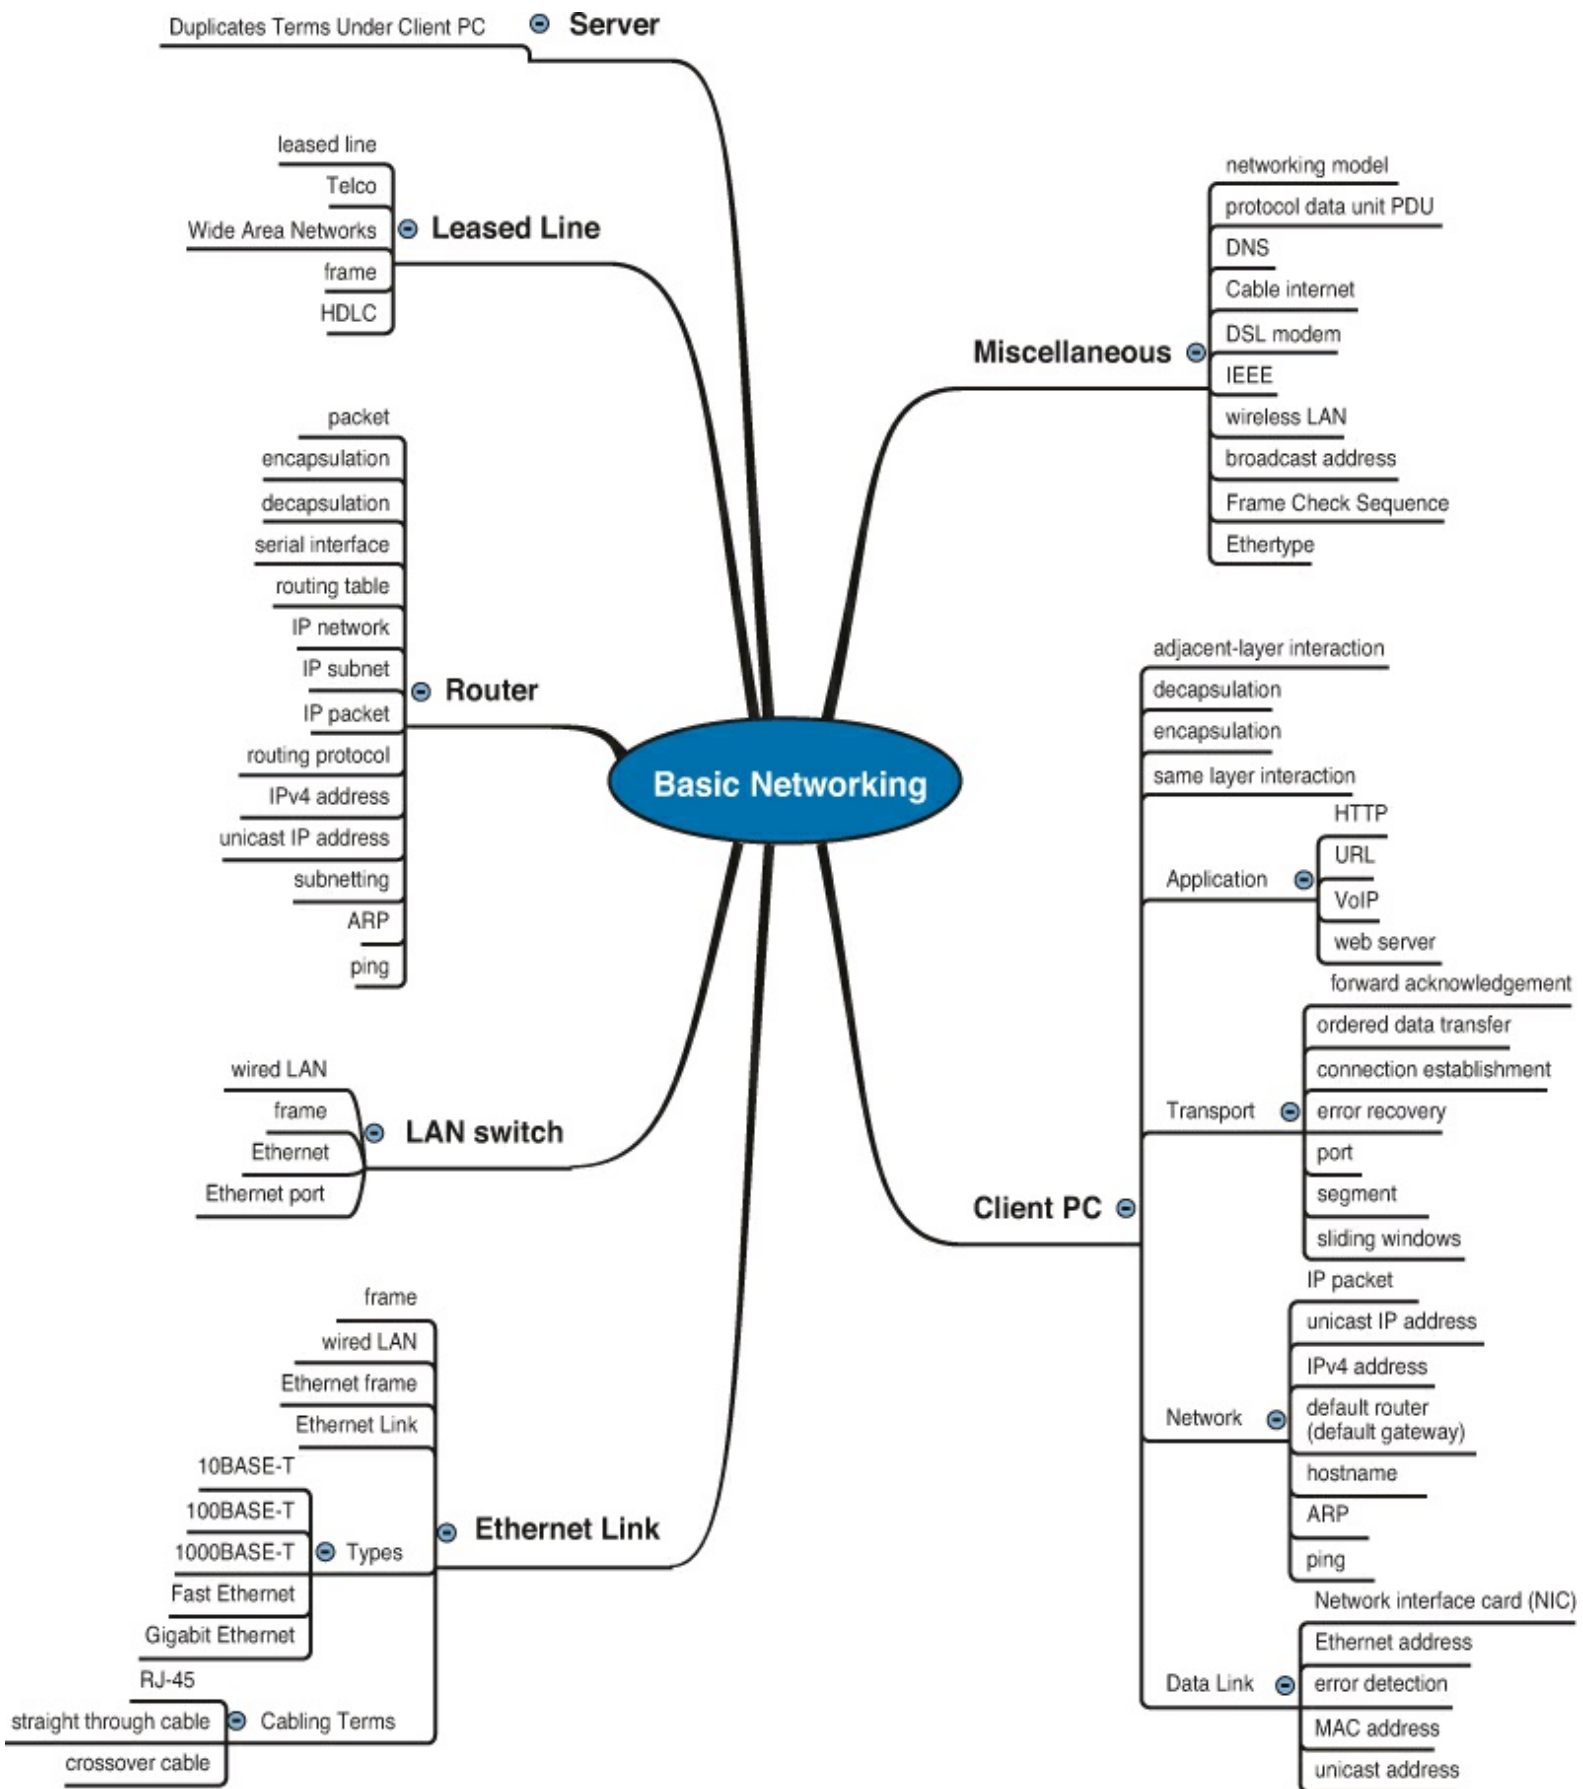 Duplicates Terms Under Client PC
Server
leased line
Telco
Wide Area Networks
frame
HDLC
Leased Line
packet
encapsulation
decapsulation
serial interface
routing table
IP network
IP subnet
IP packet
routing protocol
IPv4 address
unicast IP address
subnetting
ARP
ping
Router
wired LAN
frame
Ethernet
Ethernet port
LAN switch
frame
wired LAN
Ethernet frame
Ethernet Link
10BASE-T
100BASE-T
1000BASE-T
Fast Ethernet
Gigabit Ethernet
Types
RJ-45
straight through cable
crossover cable
Cabling Terms
Ethernet Link
Basic Networking
Miscellaneous
networking model
protocol data unit PDU
DNS
Cable internet
DSL modem
IEEE
wireless LAN
broadcast address
Frame Check Sequence
Ethertype
Client PC
adjacent-layer interaction
decapsulation
encapsulation
same layer interaction
Application
HTTP
URL
VoIP
web server
Transport
forward acknowledgement
ordered data transfer
connection establishment
error recovery
port
segment
sliding windows
Network
IP packet
unicast IP address
IPv4 address
default router
(default gateway)
hostname
ARP
ping
Data Link
Network interface card (NIC)
Ethernet address
error detection
MAC address
unicast address